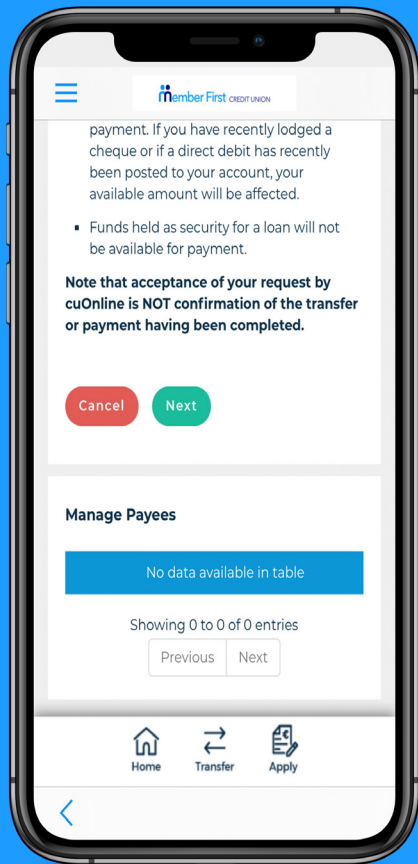 Member First CREDIT UNION
payment. If you have recently lodged a
cheque or if a direct debit has recently
been posted to your account, your
available amount will be affected.
▪ Funds held as security for a loan will not
be available for payment.
Note that acceptance of your request by
cuOnline is NOT confirmation of the transfer
or payment having been completed.
Cancel Next
Manage Payees
No data available in table
Showing 0 to 0 of 0 entries
Previous Next
Home Transfer Apply